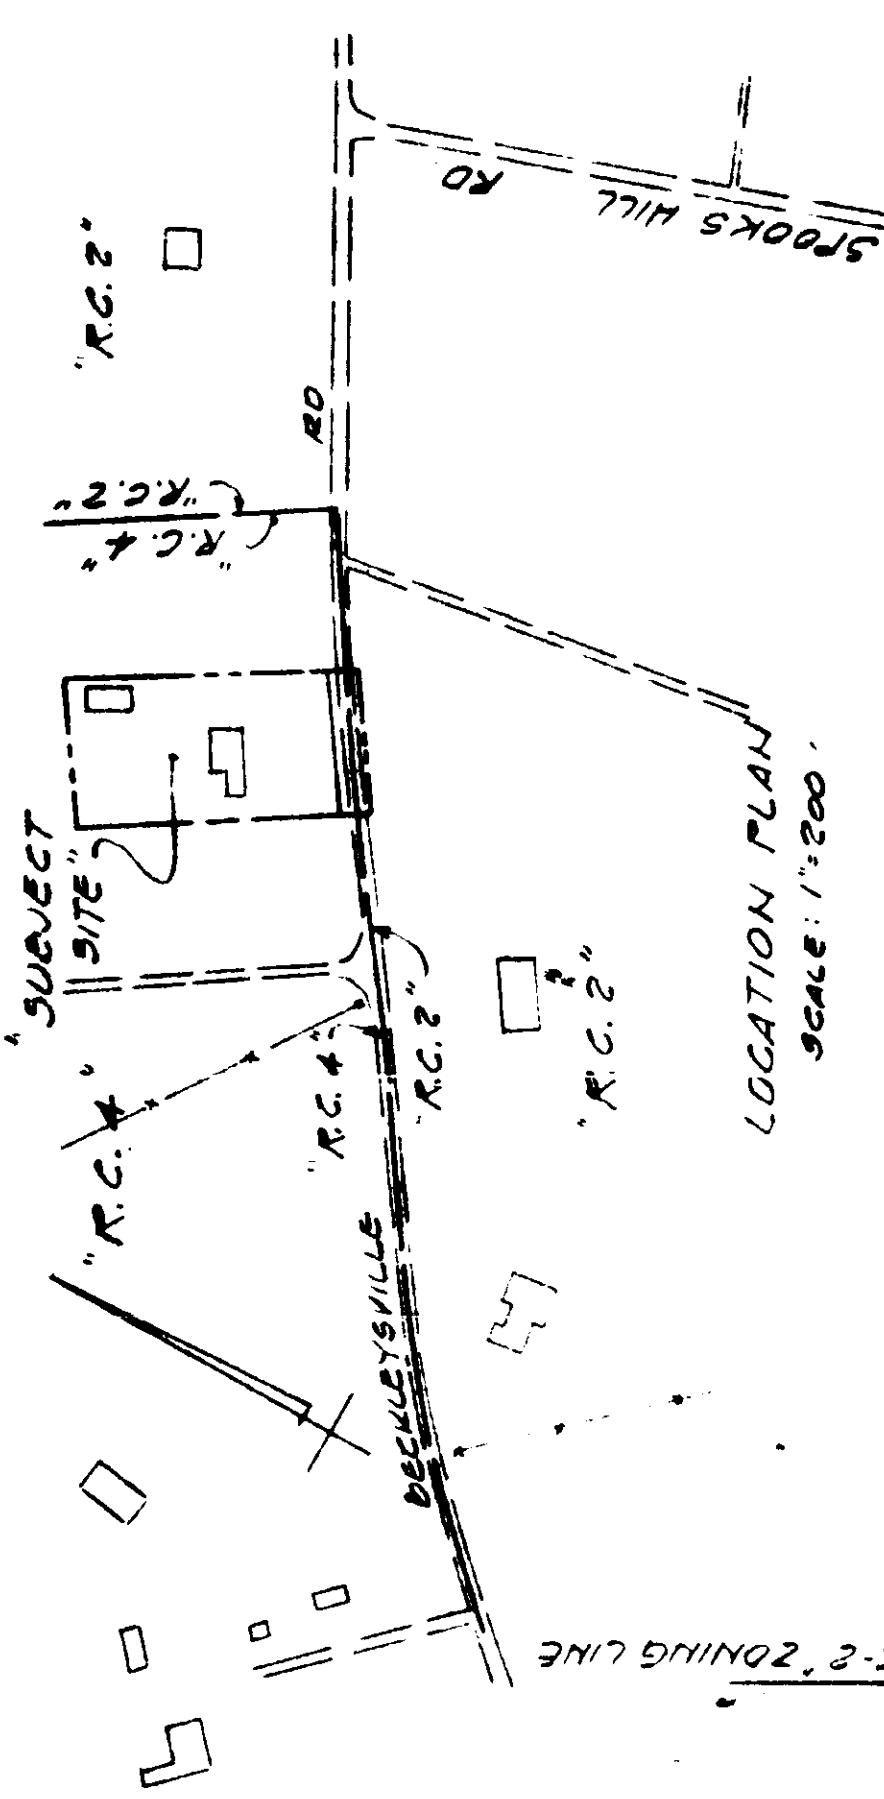 "SUBJECT
SITE"
"R.C. 4"
"R.C. 4"
"R.C. 2"
"R.C. 4"
"R.C. 2"
"R.C. 2"
BECKLEYSVILLE
RD
SPOOKS HILL
RD
"R.C. 2"
LOCATION PLAN
SCALE: 1"=200'
-2" ZONING LINE